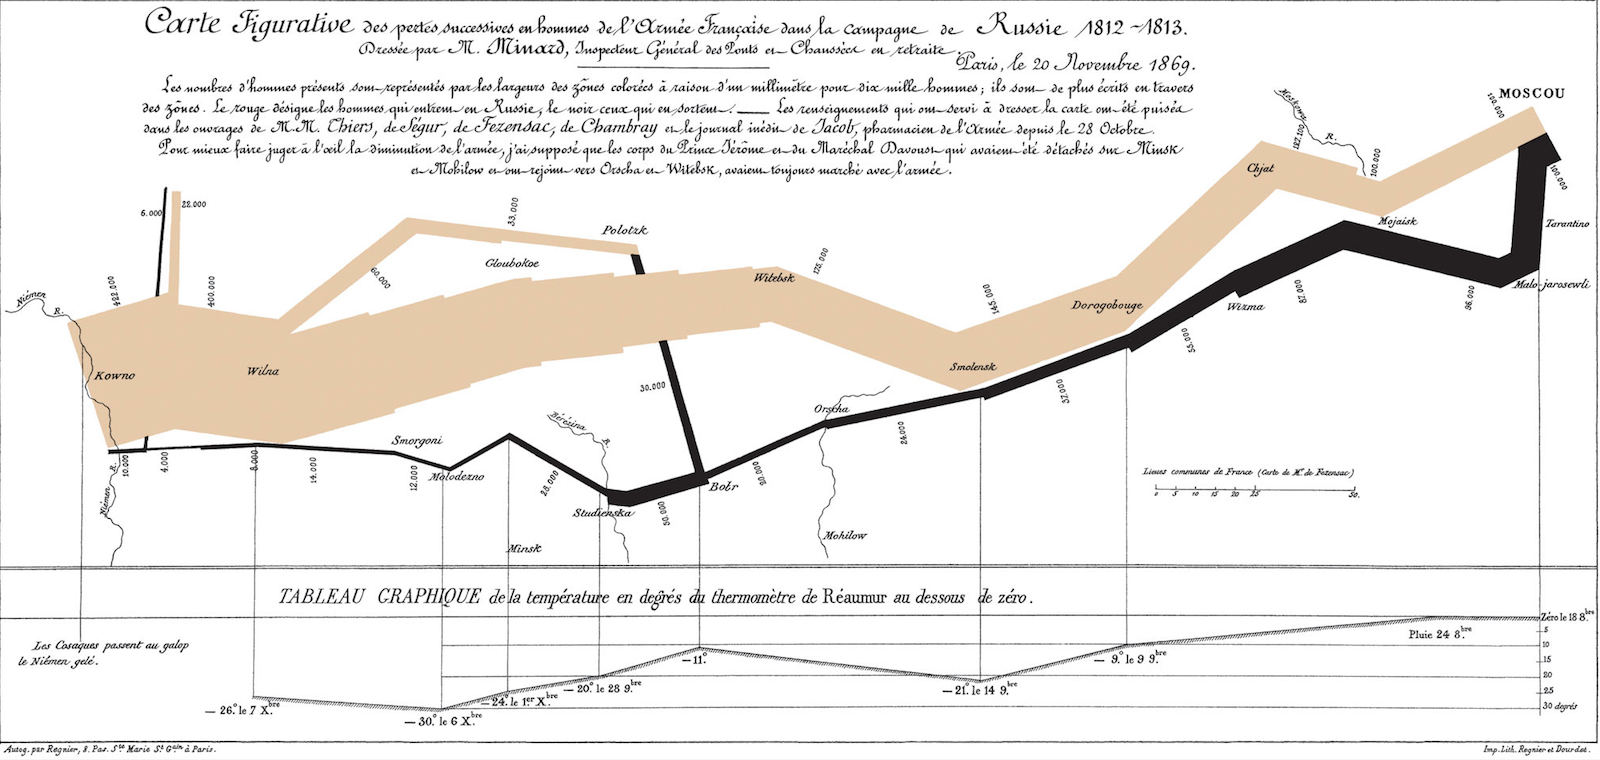 Carte Figurative des pertes successives en hommes de l'Armée Française dans la campagne de Russie 1812-1813.
Dressée par M. Minard, Inspecteur Général des Ponts et Chaussées en retraite.
Paris, le 20 Novembre 1869.
Les nombres d'hommes présents sont représentés par les largeurs des zônes colorées à raison d'un millimètre pour dix mille hommes; ils sont de plus écrits en travers
des zônes. Le rouge désigne les hommes qui entrent en Russie, le noir ceux qui en sortent. — Les renseignements qui ont servi à dresser la carte ont été puisés
dans les ouvrages de M.M. Thiers, de Ségur, de Fezensac, de Chambray et le journal inédit de Jacob, pharmacien de l'Armée depuis le 28 Octobre.
Pour mieux faire juger à l'œil la diminution de l'armée, j'ai supposé que les corps du Prince Jérôme et du Maréchal Davoust qui avaient été détachés sur Minsk
et Mohilow et ont rejoint vers Orscha et Witebsk, avaient toujours marché avec l'armée.
Moskowa R.
100.000
MOSCOU
127.100
100.000
Chjat
Mojaisk
100.000
Tarantino
Malo-jarosewli
6.000
22.000
33.000
Polotzk
60.000
Gloubokoe
Witebsk
175.000
Niémen R.
422.000
400.000
Kowno
Wilna
145.000
Dorogobouge
Smolensk
Wizma
87.000
96.000
55.000
37.000
30.000
Orscha
24.000
Bérézina R.
Smorgoni
Molodezno
10.000
4.000
8.000
14.000
12.000
28.000
Studienska
50.000
Bobr
20.000
Niémen R.
Minsk
Mohilow
Lieues communes de France (Carte de M. de Fezensac)
0 5 10 15 20 25 50.
TABLEAU GRAPHIQUE de la température en degrés du thermomètre de Réaumur au dessous de zéro.
Les Cosaques passent au galop
le Niémen gelé.
Zéro le 18 8.bre
Pluie 24 8.bre
5
10
15
20
25
30 degrés
— 9.° le 9 9.bre
— 21.° le 14 9.bre
— 11.°
— 20.° le 28 9.bre
— 24.° le 1.er Xbre
— 30.° le 6 X.bre
— 26.° le 7 X.bre
Autog. par Regnier, 8. Pas. Ste Marie St Gain à Paris.
Imp. Lith. Regnier et Dourdet.